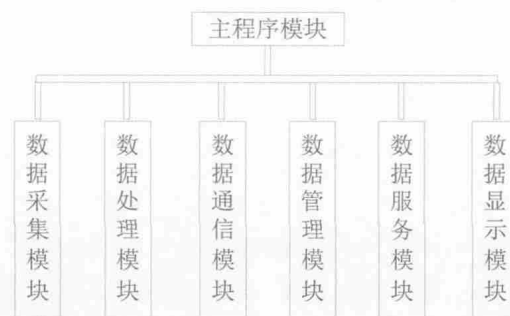 主程序模块
数据采集模块
数据处理模块
数据通信模块
数据管理模块
数据服务模块
数据显示模块